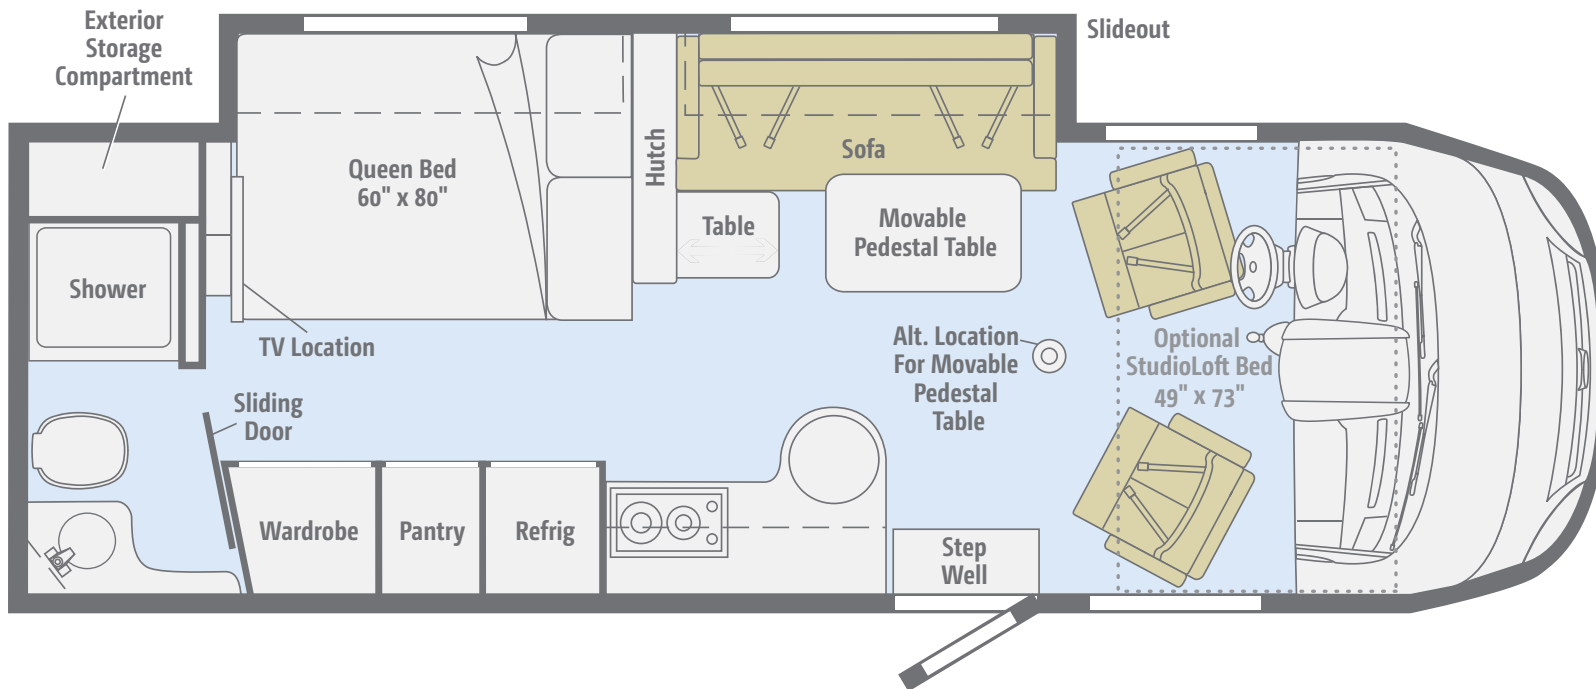 Exterior
Storage
Compartment
Slideout
Queen Bed
60" x 80"
Hutch
Sofa
Table
Movable
Pedestal Table
Shower
TV Location
Alt. Location
For Movable
Pedestal
Table
Optional
StudioLoft Bed
49" x 73"
Sliding
Door
Wardrobe
Pantry
Refrig
Step
Well